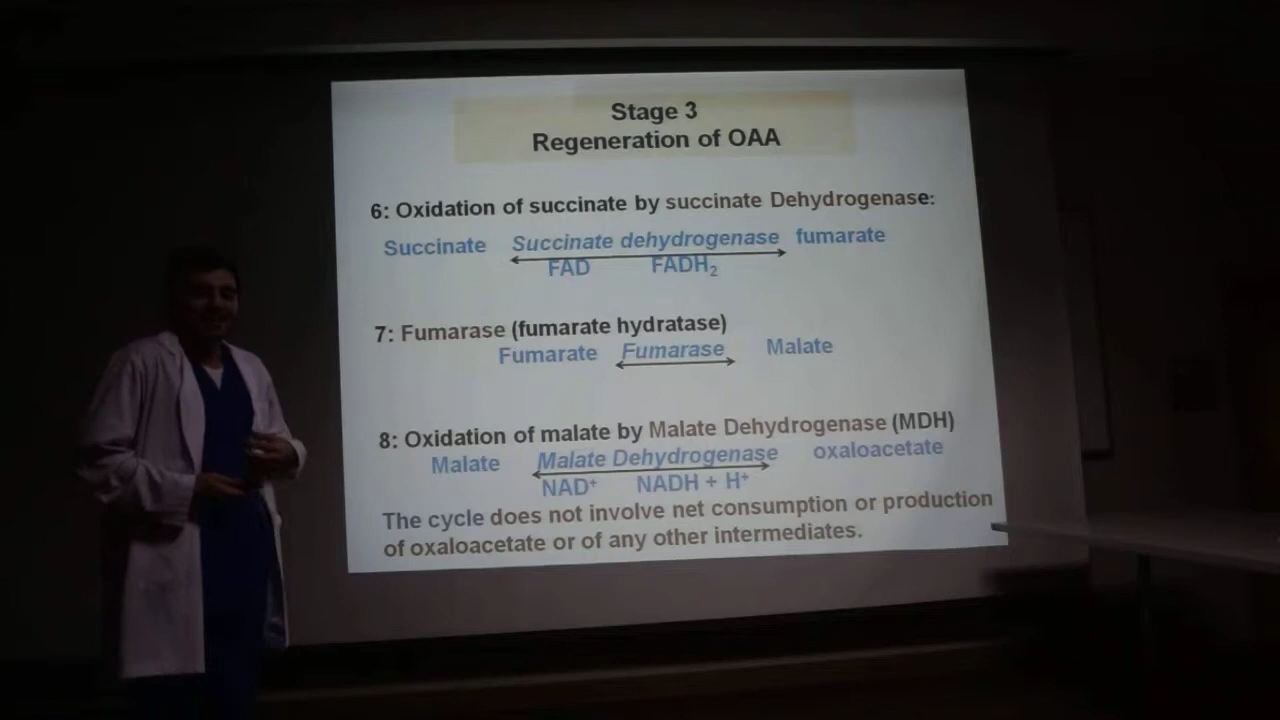 Stage 3
Regeneration of OAA
6: Oxidation of succinate by succinate Dehydrogenase:
Succinate Succinate dehydrogenase fumarate
FAD FADH₂
7: Fumarase (fumarate hydratase)
Fumarate Fumarase Malate
8: Oxidation of malate by Malate Dehydrogenase (MDH)
Malate Malate Dehydrogenase oxaloacetate
NAD⁺ NADH + H⁺
The cycle does not involve net consumption or production
of oxaloacetate or of any other intermediates.